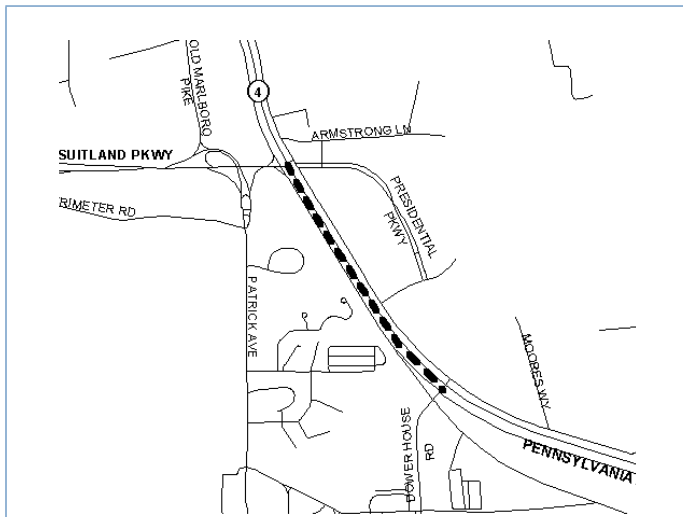 OLD MARLBORO
PIKE
4
ARMSTRONG LN
SUITLAND PKWY
PRESIDENTIAL
PKWY
RIMETER RD
PATRICK AVE
MOORES WY
DOWER HOUSE
RD
PENNSYLVANIA